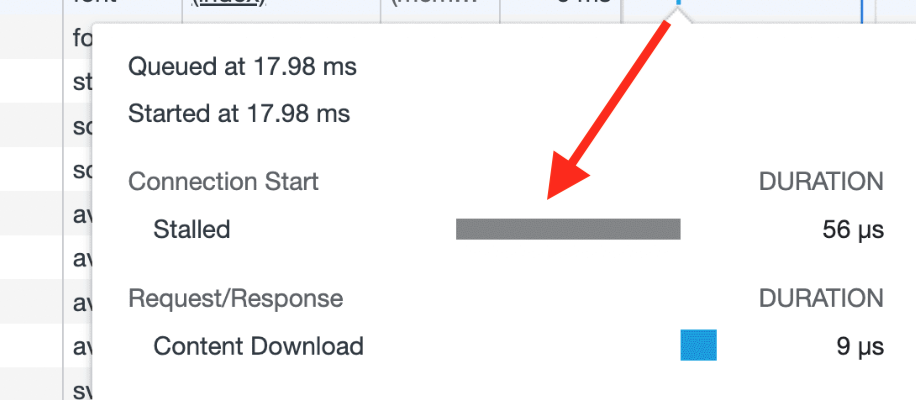 (index)
Queued at 17.98 ms
Started at 17.98 ms
Connection Start DURATION
Stalled 56 µs
Request/Response DURATION
Content Download 9 µs